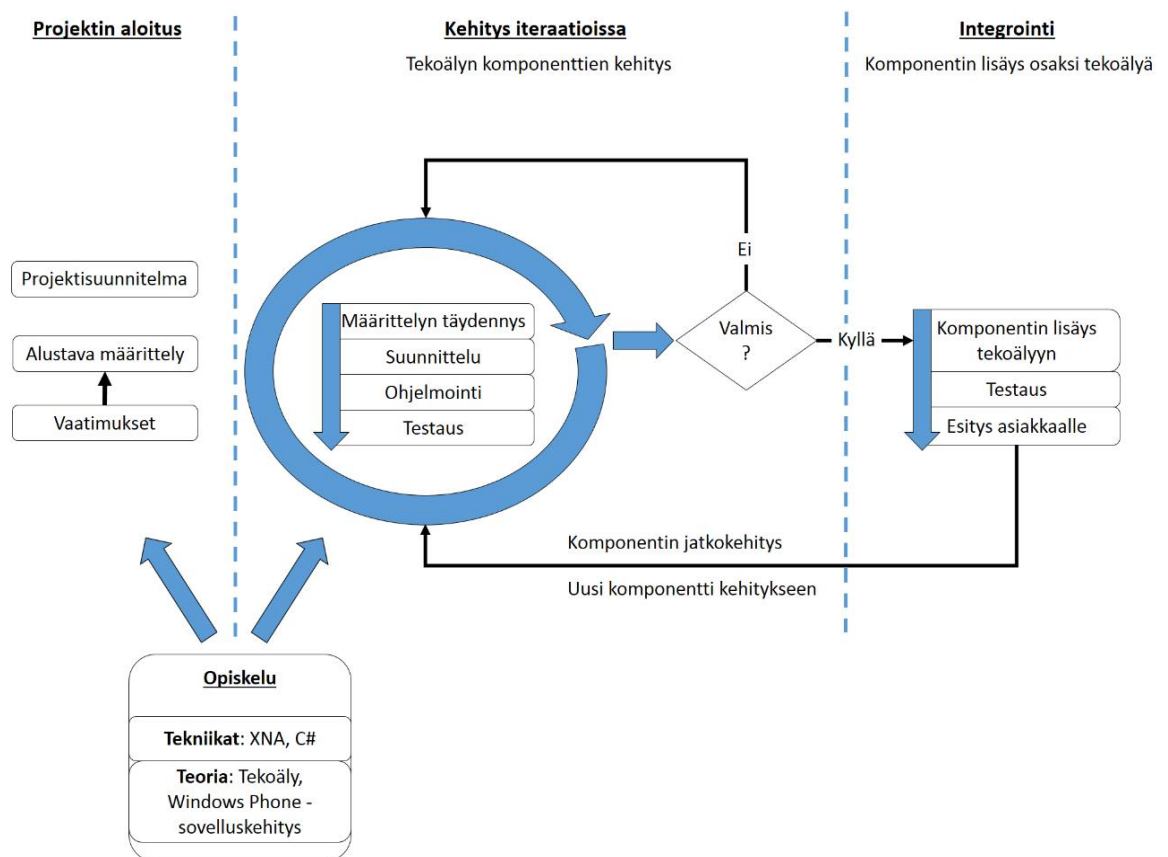 Projektin aloitus
Kehitys iteraatioissa
Tekoälyn komponenttien kehitys
Integrointi
Komponentin lisäys osaksi tekoälyä
Projektisuunnitelma
Alustava määrittely
Vaatimukset
Määrittelyn täydennys
Suunnittelu
Ohjelmointi
Testaus
Ei
Valmis
?
Kyllä
Komponentin lisäys
tekoälyyn
Testaus
Esitys asiakkaalle
Komponentin jatkokehitys
Uusi komponentti kehitykseen
Opiskelu
Tekniikat: XNA, C#
Teoria: Tekoäly,
Windows Phone -
sovelluskehitys